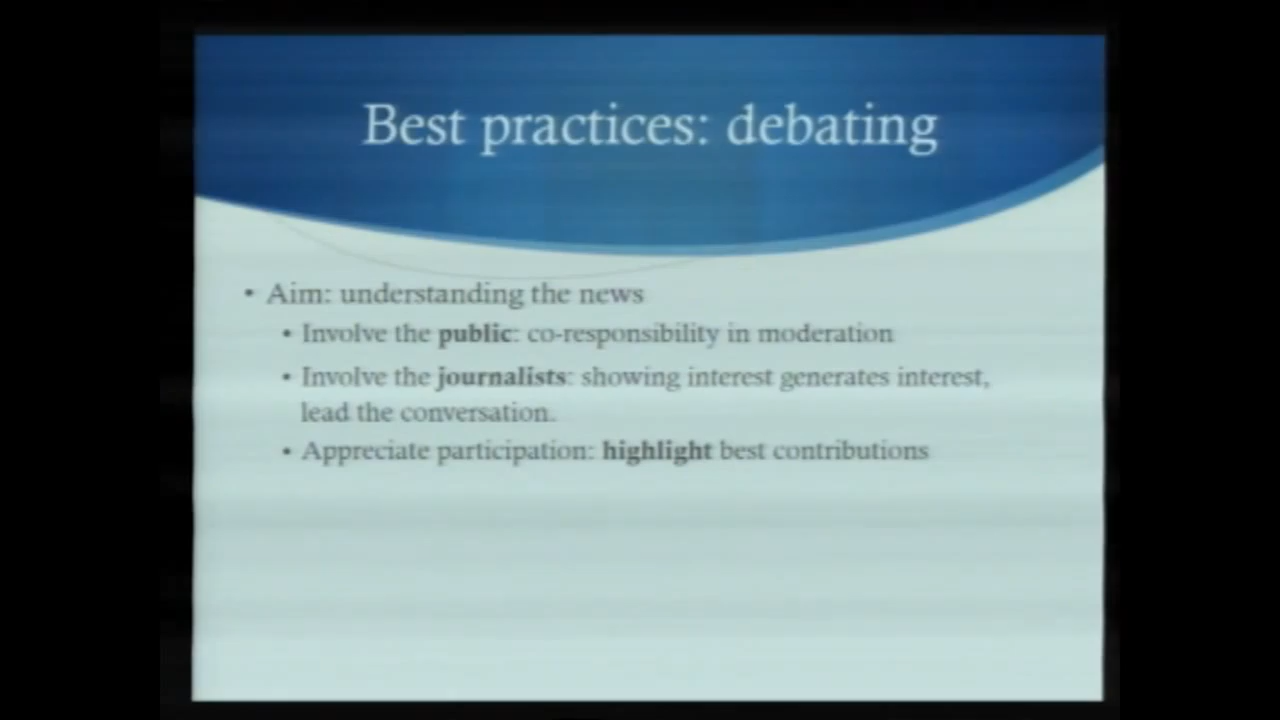 Best practices: debating
• Aim: understanding the news
• Involve the public: co-responsibility in moderation
• Involve the journalists: showing interest generates interest,
lead the conversation.
• Appreciate participation: highlight best contributions